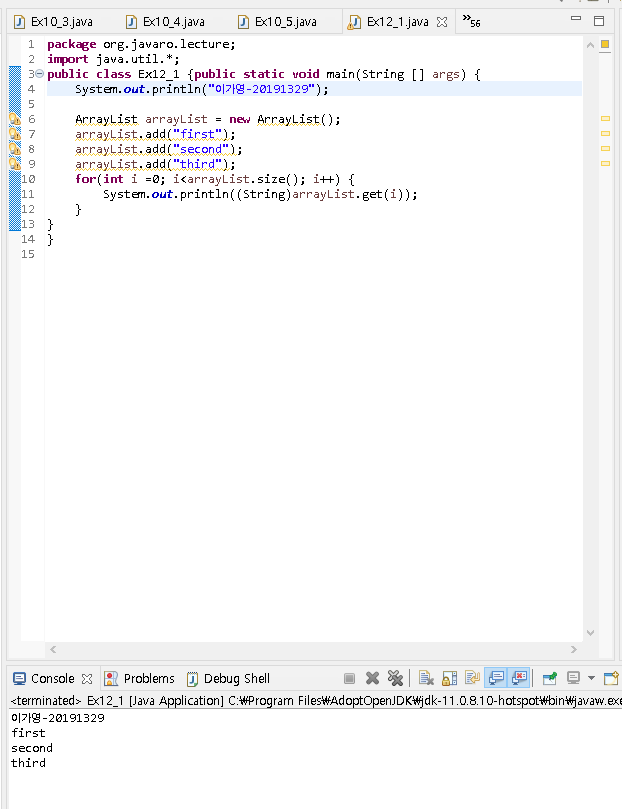 Ex10_3.java Ex10_4.java Ex10_5.java Ex12_1.java »56
1 package org.javaro.lecture;
2 import java.util.*;
3 public class Ex12_1 {public static void main(String [] args) {
4 System.out.println("이가영-20191329");
5
6 ArrayList arrayList = new ArrayList();
7 arrayList.add("first");
8 arrayList.add("second");
9 arrayList.add("third");
10 for(int i =0; i<arrayList.size(); i++) {
11 System.out.println((String)arrayList.get(i));
12 }
13 }
14 }
15
Console Problems Debug Shell
<terminated> Ex12_1 [Java Application] C:₩Program Files₩AdoptOpenJDK₩jdk-11.0.8.10-hotspot₩bin₩javaw.exe
이가영-20191329
first
second
third